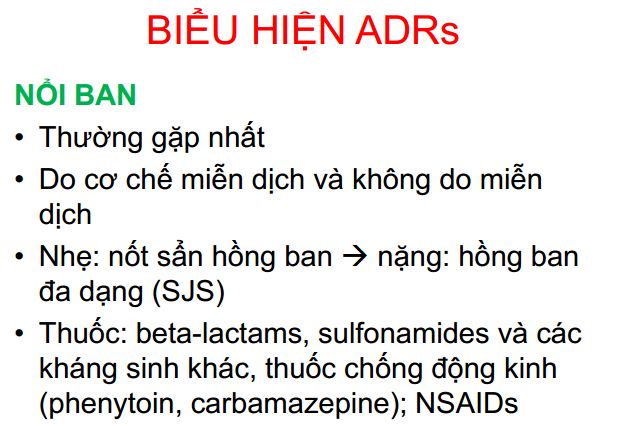 BIỂU HIỆN ADRs
NỔI BAN
• Thường gặp nhất
• Do cơ chế miễn dịch và không do miễn
dịch
• Nhẹ: nốt sẩn hồng ban → nặng: hồng ban
đa dạng (SJS)
• Thuốc: beta-lactams, sulfonamides và các
kháng sinh khác, thuốc chống động kinh
(phenytoin, carbamazepine); NSAIDs